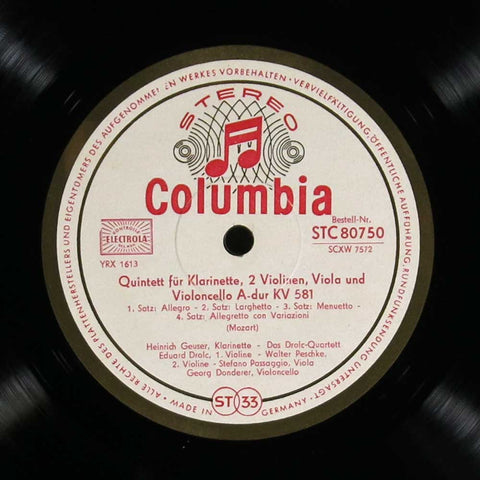 ALLE RECHTE DES PLATTENHERSTELLERS UND EIGENTÜMERS DES AUFGENOMMENEN WERKES VORBEHALTEN · VERVIELFÄLTIGUNG, ÖFFENTLICHE AUFFÜHRUNG, RUNDFUNKSENDUNG UNTERSAGT · ANFERT
STEREO
Columbia
Bestell-Nr.
STC 80750
SCXW 7572
ELECTROLA
YRX 1613
Quintett für Klarinette, 2 Violinen, Viola und
Violoncello A-dur KV 581
1. Satz: Allegro - 2. Satz: Larghetto - 3. Satz: Menuetto -
4. Satz: Allegretto con Variazioni
(Mozart)
Heinrich Geuser, Klarinette - Das Drolc-Quartett
Eduard Drolc, 1. Violine - Walter Peschke,
2. Violine - Stefano Passaggio, Viola
Georg Donderer, Violoncello
ST 33
MADE IN GERMANY